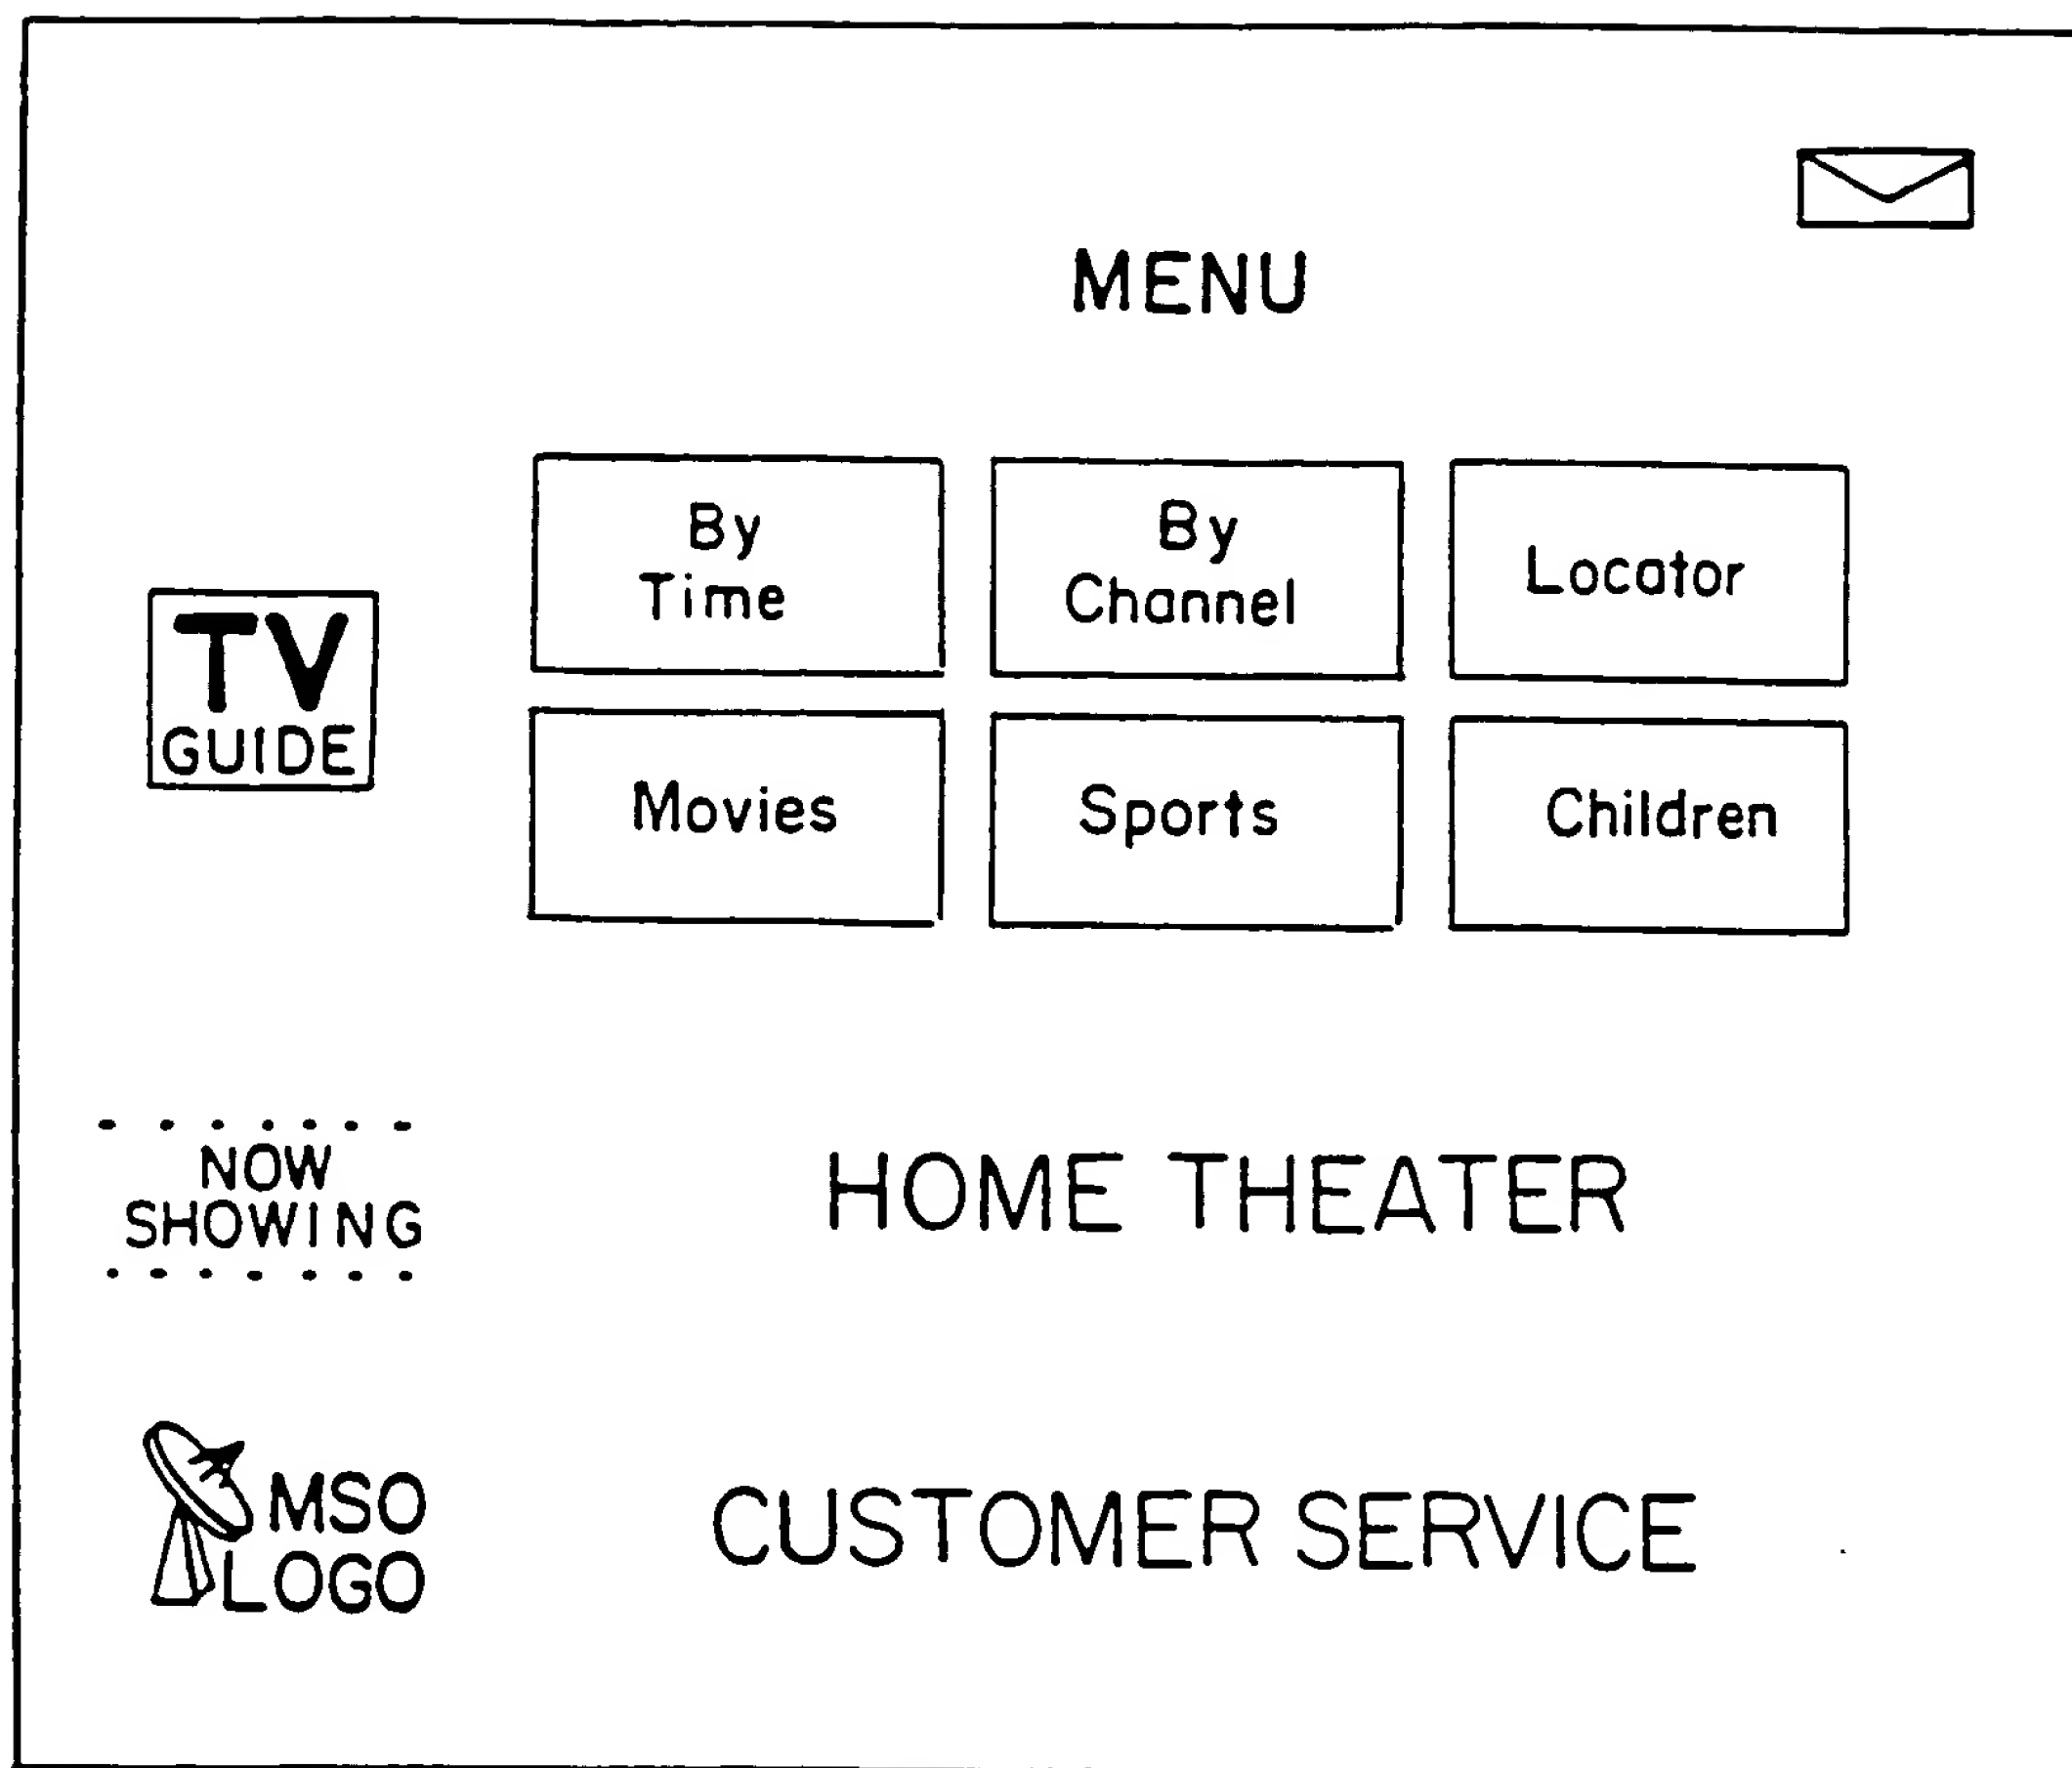 MENU
By
Time
By
Channel
Locator
TV
GUIDE
Movies
Sports
Children
NOW
SHOWING
HOME THEATER
MSO
LOGO
CUSTOMER SERVICE